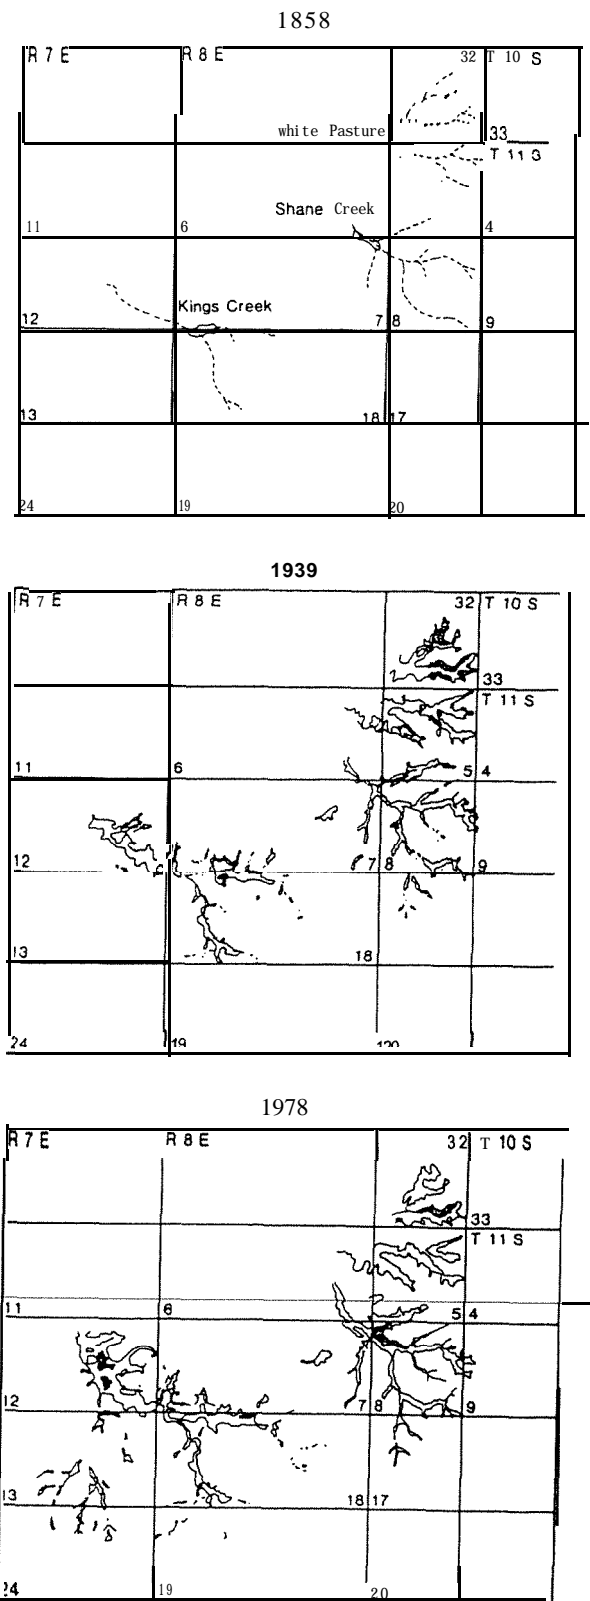 1858
R 7 E R 8 E 32 T 10 S
white Pasture 33
T 11 S
Shane Creek
11 6 4
Kings Creek
12 7 8 9
13 18 17
24 19 20
1939
R 7 E R 8 E 32 T 10 S
33
T 11 S
11 6 5 4
12 7 8 9
13 18
24 19 20
1978
R 7 E R 8 E 32 T 10 S
33
T 11 S
11 6 5 4
12 7 8 9
13 18 17
24 19 20